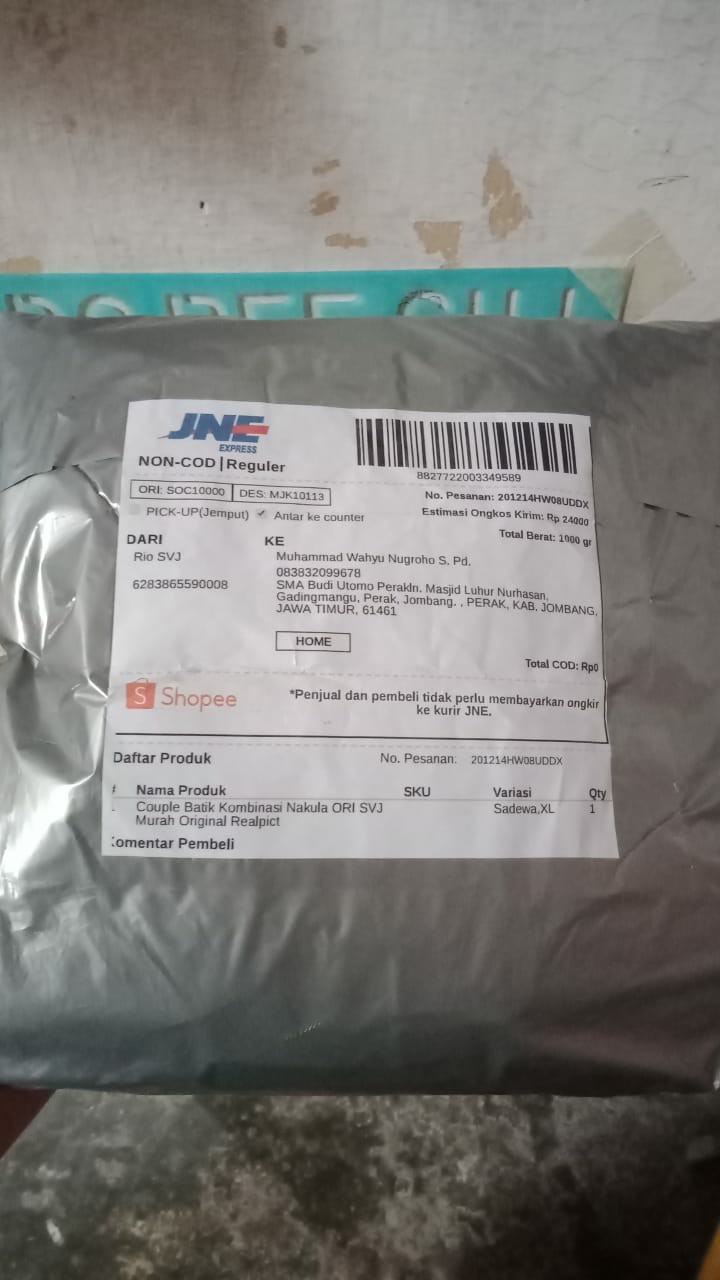 JNE
EXPRESS
NON-COD | Reguler
8827722003349589
ORI: SOC10000 DES: MJK10113
No. Pesanan: 201214HW08UDDX
PICK-UP(Jemput) ✓ Antar ke counter
Estimasi Ongkos Kirim: Rp 24000
Total Berat: 1000 gr
DARI
Rio SVJ
6283865590008
KE
Muhammad Wahyu Nugroho S. Pd.
083832099678
SMA Budi Utomo Perakln. Masjid Luhur Nurhasan,
Gadingmangu, Perak, Jombang. , PERAK, KAB. JOMBANG,
JAWA TIMUR, 61461
HOME
Total COD: Rp0
Shopee
*Penjual dan pembeli tidak perlu membayarkan ongkir
ke kurir JNE.
Daftar Produk No. Pesanan: 201214HW08UDDX
Nama Produk SKU Variasi Qty
Couple Batik Kombinasi Nakula ORI SVJ Sadewa,XL 1
Murah Original Realpict
Komentar Pembeli